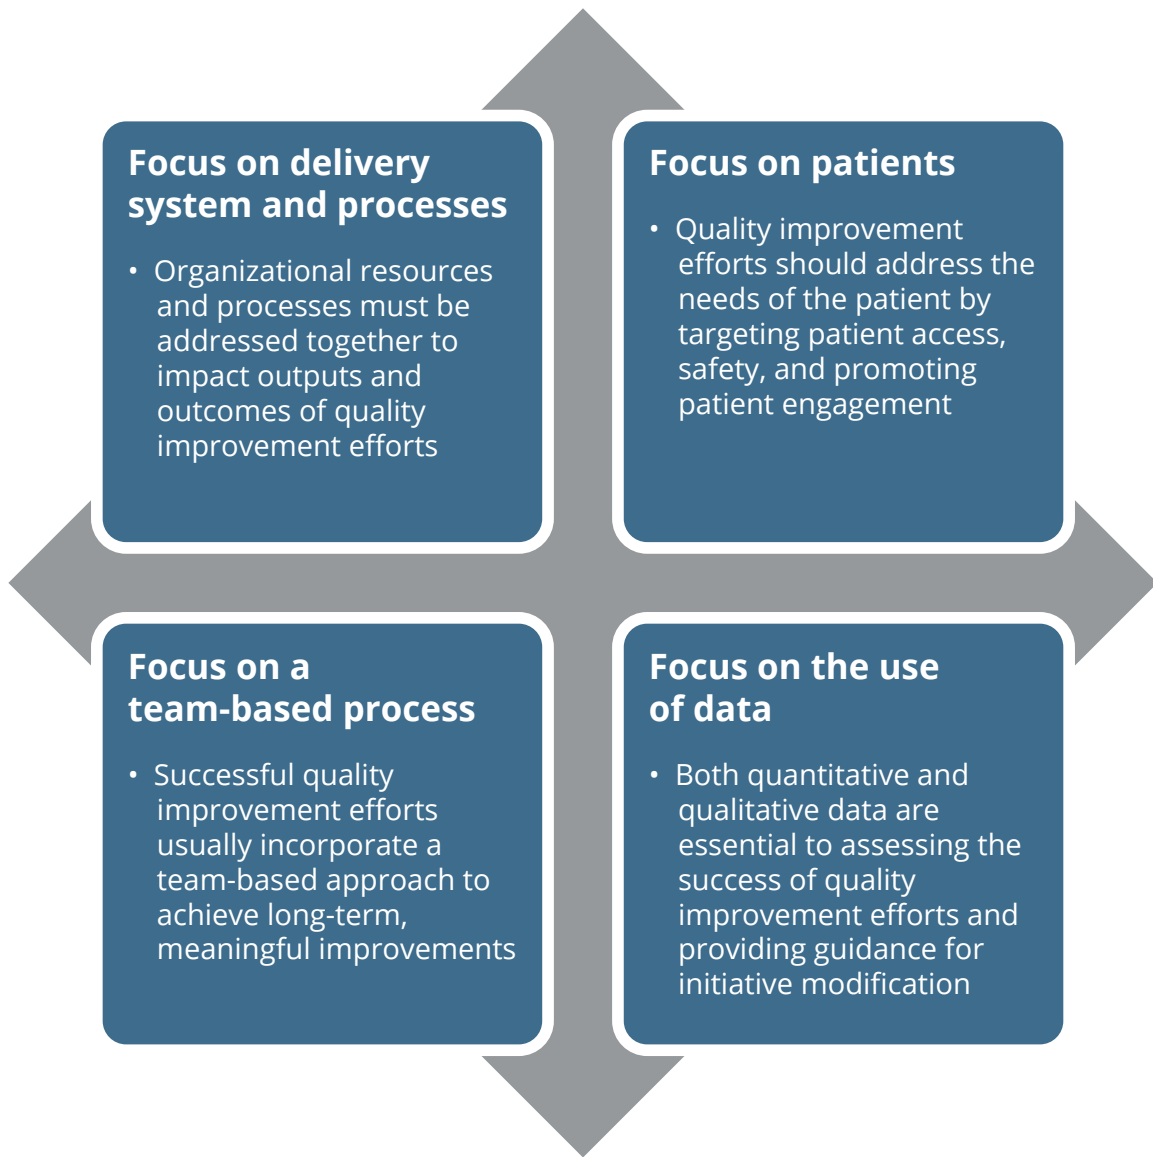 Focus on delivery
system and processes
• Organizational resources
and processes must be
addressed together to
impact outputs and
outcomes of quality
improvement efforts
Focus on patients
• Quality improvement
efforts should address the
needs of the patient by
targeting patient access,
safety, and promoting
patient engagement
Focus on a
team-based process
• Successful quality
improvement efforts
usually incorporate a
team-based approach to
achieve long-term,
meaningful improvements
Focus on the use
of data
• Both quantitative and
qualitative data are
essential to assessing the
success of quality
improvement efforts and
providing guidance for
initiative modification